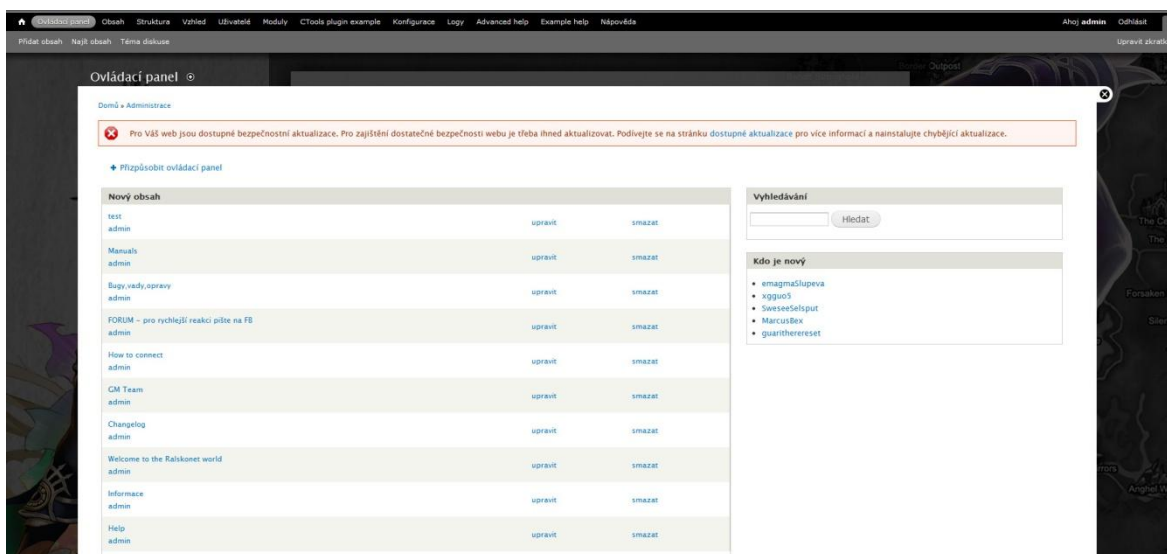 Ovládací panel Obsah Struktura Vzhled Uživatelé Moduly CTools plugin example Konfigurace Logy Advanced help Example help Nápověda Ahoj admin Odhlásit
Přidat obsah Najít obsah Téma diskuse Upravit zkratk
Outpost
Ovládací panel
Domů » Administrace
Pro Váš web jsou dostupné bezpečnostní aktualizace. Pro zajištění dostatečné bezpečnosti webu je třeba ihned aktualizovat. Podívejte se na stránku dostupné aktualizace pro více informací a nainstalujte chybějící aktualizace.
Přizpůsobit ovládací panel
Nový obsah
test
admin
upravit smazat
Manuals
admin
upravit smazat
Bugy,vady,opravy
admin
upravit smazat
FORUM - pro rychlejší reakci pište na FB
admin
upravit smazat
How to connect
admin
upravit smazat
GM Team
admin
upravit smazat
Changelog
admin
upravit smazat
Welcome to the Ralskonet world
admin
upravit smazat
Informace
admin
upravit smazat
Help
admin
upravit smazat
Vyhledávání
Hledat
Kdo je nový
emagmaSlupeva
xgguo5
SweseeSelsput
MarcusBex
guaritherereset
The
The
Forsaken